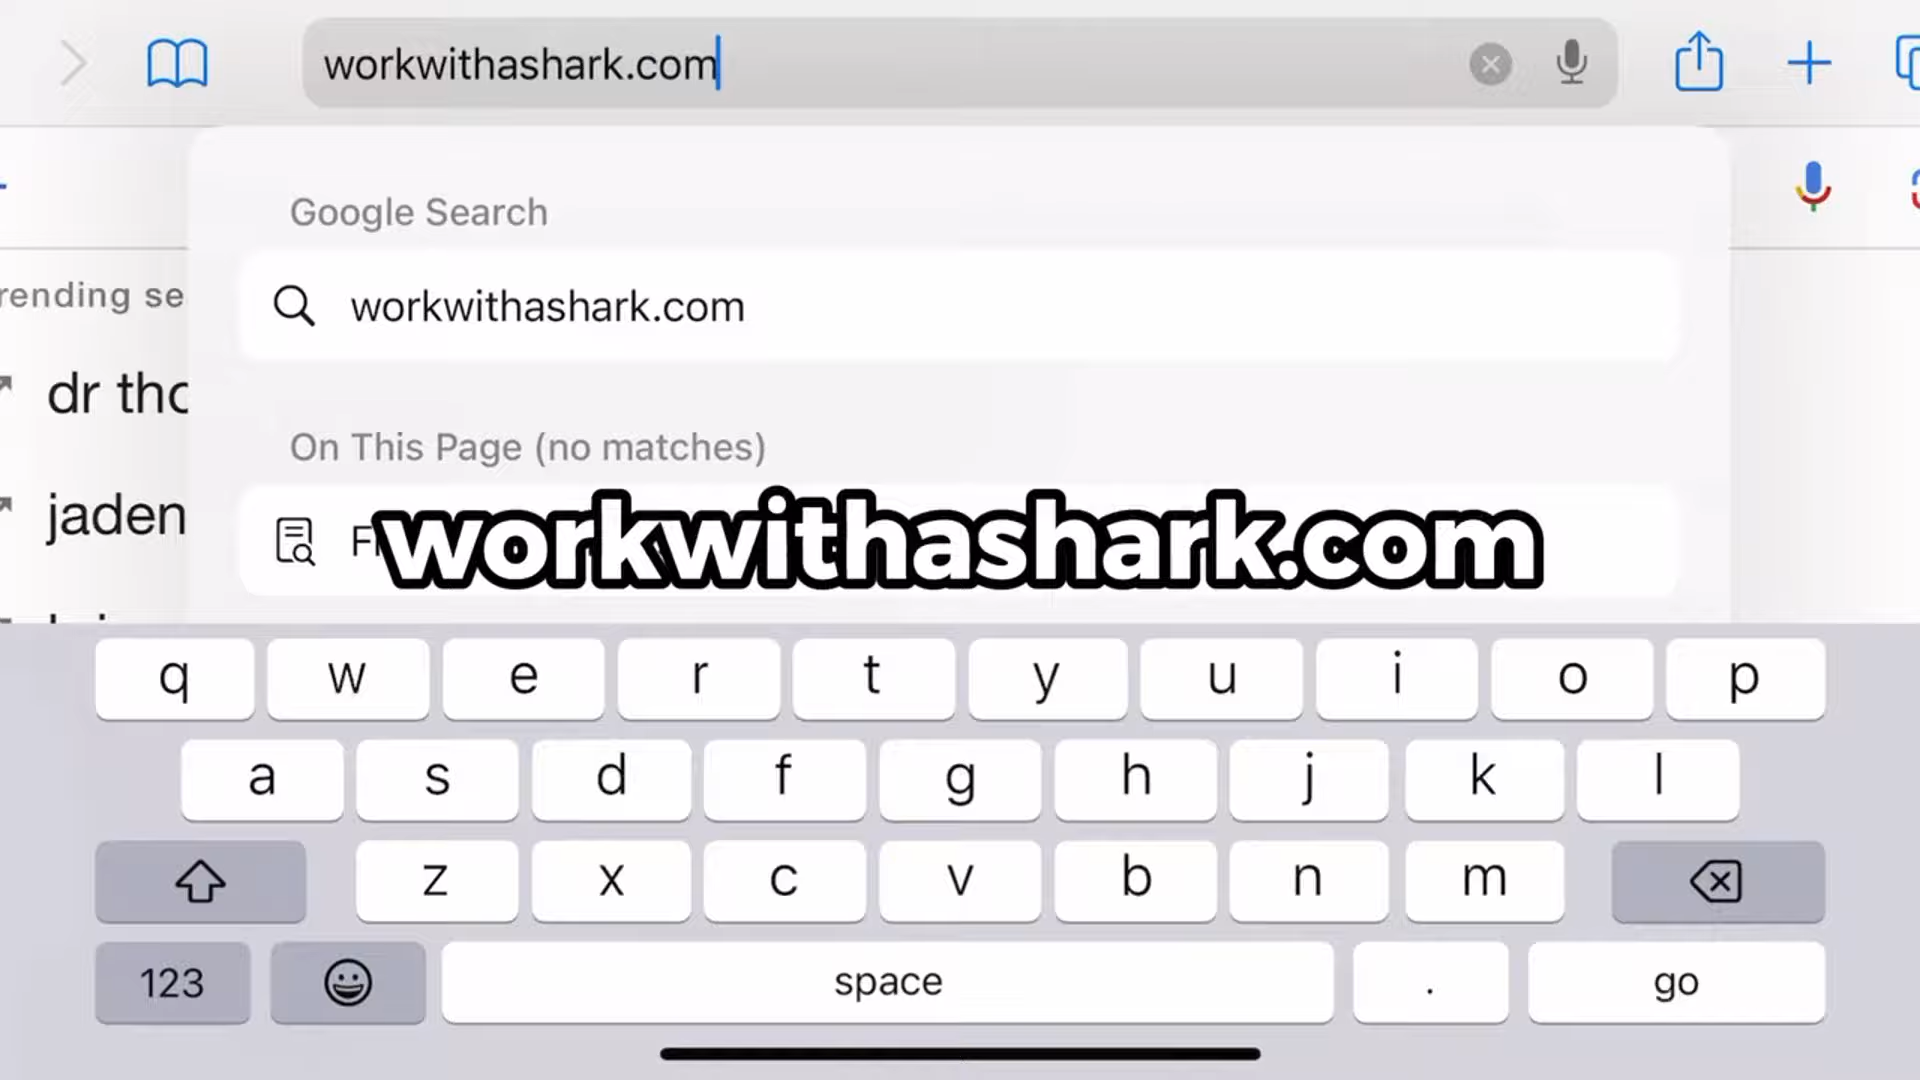 workwithashark.com
Google Search
workwithashark.com
rending se
dr tho
jaden
On This Page (no matches)
workwithashark.com
q w e r t y u i o p
a s d f g h j k l
z x c v b n m
123 space . go